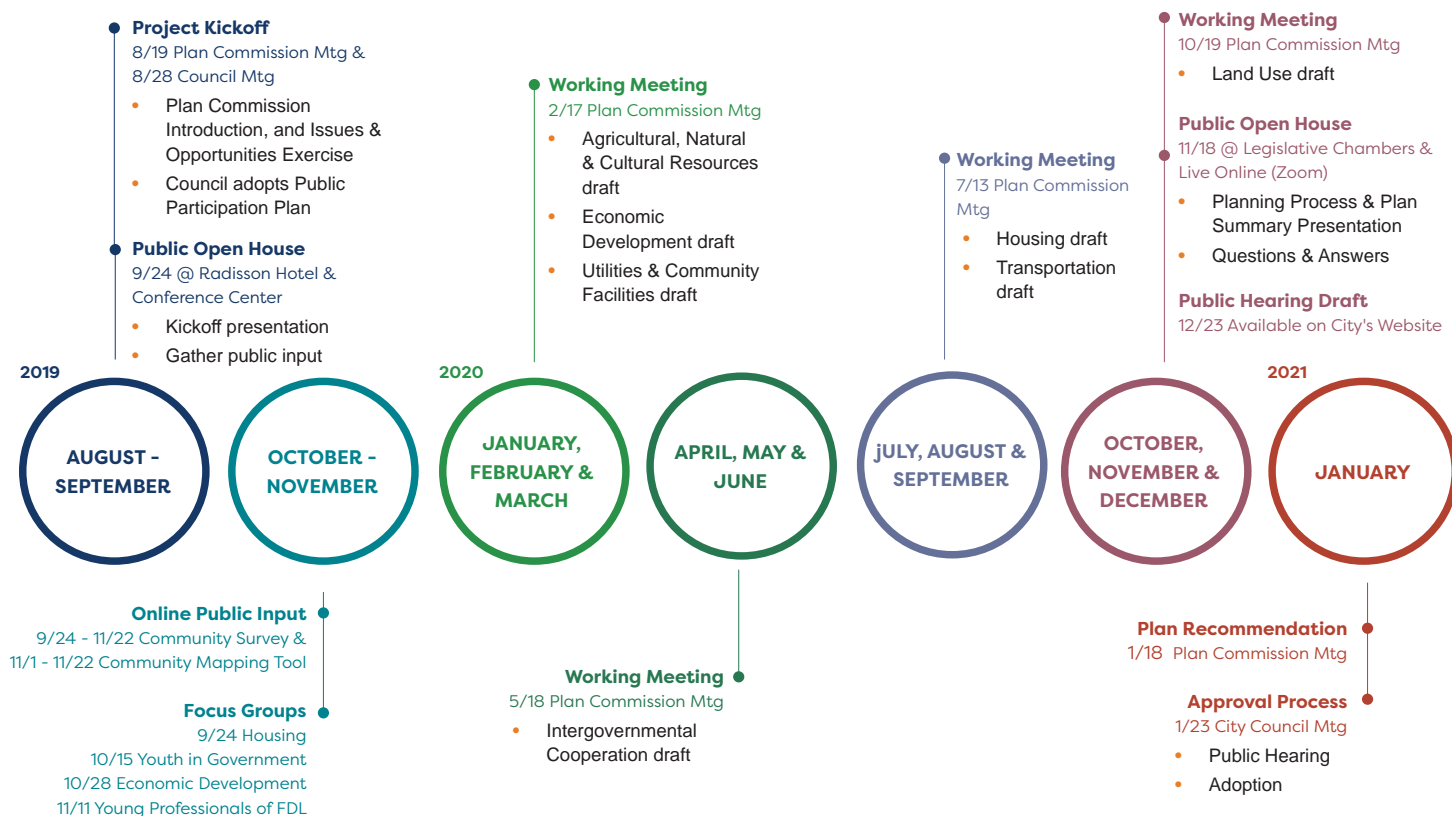 Project Kickoff
8/19 Plan Commission Mtg &
8/28 Council Mtg
• Plan Commission
Introduction, and Issues &
Opportunities Exercise
• Council adopts Public
Participation Plan
Public Open House
9/24 @ Radisson Hotel &
Conference Center
• Kickoff presentation
• Gather public input
Working Meeting
2/17 Plan Commission Mtg
• Agricultural, Natural
& Cultural Resources
draft
• Economic
Development draft
• Utilities & Community
Facilities draft
Working Meeting
7/13 Plan Commission
Mtg
• Housing draft
• Transportation
draft
Working Meeting
10/19 Plan Commission Mtg
• Land Use draft
Public Open House
11/18 @ Legislative Chambers &
Live Online (Zoom)
• Planning Process & Plan
Summary Presentation
• Questions & Answers
Public Hearing Draft
12/23 Available on City's Website
2019
AUGUST -
SEPTEMBER
OCTOBER -
NOVEMBER
2020
JANUARY,
FEBRUARY &
MARCH
APRIL, MAY &
JUNE
jULY, AUGUST &
SEPTEMBER
OCTOBER,
NOVEMBER &
DECEMBER
2021
JANUARY
Online Public Input
9/24 - 11/22 Community Survey &
11/1 - 11/22 Community Mapping Tool
Focus Groups
9/24 Housing
10/15 Youth in Government
10/28 Economic Development
11/11 Young Professionals of FDL
Working Meeting
5/18 Plan Commission Mtg
• Intergovernmental
Cooperation draft
Plan Recommendation
1/18 Plan Commission Mtg
Approval Process
1/23 City Council Mtg
• Public Hearing
• Adoption